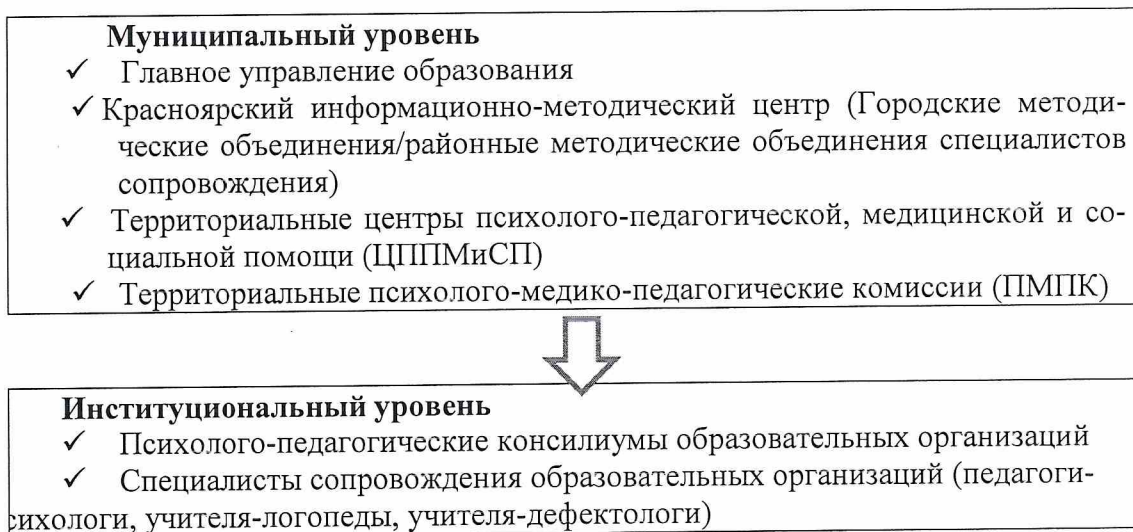 Муниципальный уровень
✓ Главное управление образования
✓ Красноярский информационно-методический центр (Городские методи-
ческие объединения/районные методические объединения специалистов
сопровождения)
✓ Территориальные центры психолого-педагогической, медицинской и со-
циальной помощи (ЦППМиСП)
✓ Территориальные психолого-медико-педагогические комиссии (ПМПК)
Институциональный уровень
✓ Психолого-педагогические консилиумы образовательных организаций
✓ Специалисты сопровождения образовательных организаций (педагоги-
сихологи, учителя-логопеды, учителя-дефектологи)